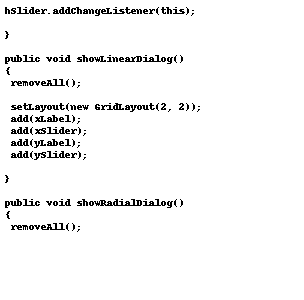 hSlider.addChangeListener(this);
}
public void showLinearDialog()
{
removeAll();
setLayout(new GridLayout(2, 2));
add(xLabel);
add(xSlider);
add(yLabel);
add(ySlider);
}
public void showRadialDialog()
{
removeAll();